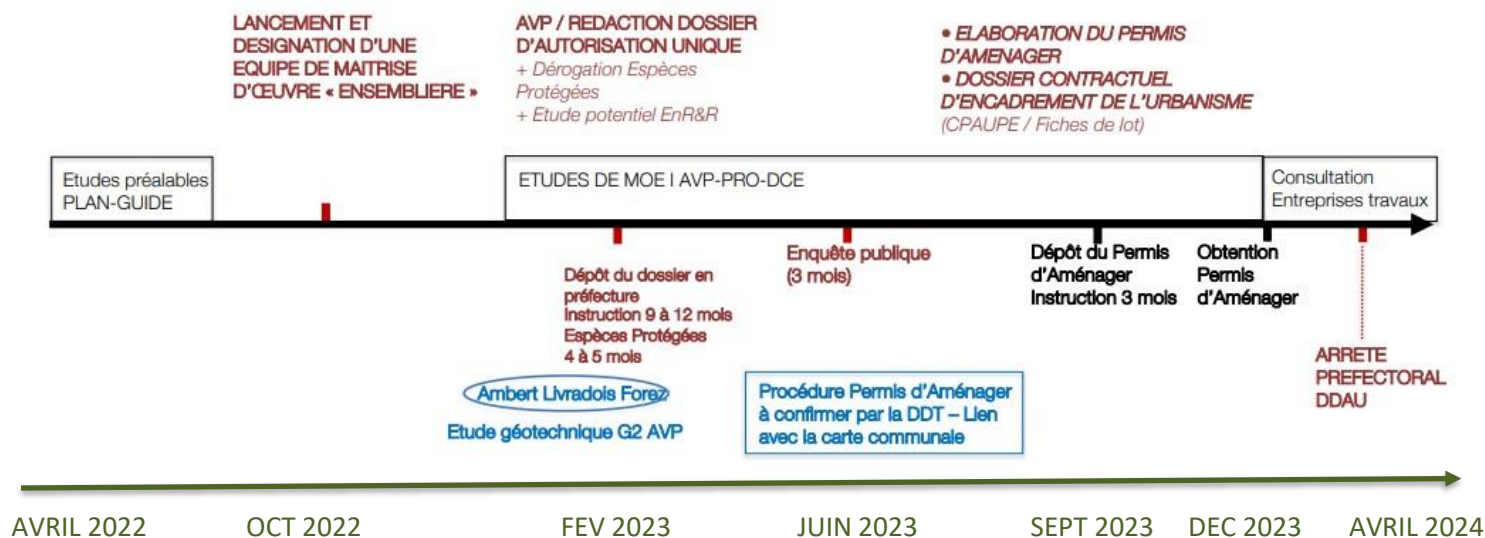 LANCEMENT ET
DESIGNATION D'UNE
EQUIPE DE MAITRISE
D'ŒUVRE « ENSEMBLIERE »
AVP / REDACTION DOSSIER
D'AUTORISATION UNIQUE
+ Dérogation Espèces
Protégées
+ Etude potentiel EnR&R
• ELABORATION DU PERMIS
D'AMENAGER
• DOSSIER CONTRACTUEL
D'ENCADREMENT DE L'URBANISME
(CPAUPE / Fiches de lot)
Etudes préalables
PLAN-GUIDE
ETUDES DE MOE I AVP-PRO-DCE
Consultation
Entreprises travaux
Dépôt du dossier en
préfecture
Instruction 9 à 12 mois
Espèces Protégées
4 à 5 mois
Enquête publique
(3 mois)
Dépôt du Permis
d'Aménager
Instruction 3 mois
Obtention
Permis
d'Aménager
ARRETE
PREFECTORAL
DDAU
Ambert Livradois Forez
Etude géotechnique G2 AVP
Procédure Permis d'Aménager
à confirmer par la DDT – Lien
avec la carte communale
AVRIL 2022
OCT 2022
FEV 2023
JUIN 2023
SEPT 2023
DEC 2023
AVRIL 2024